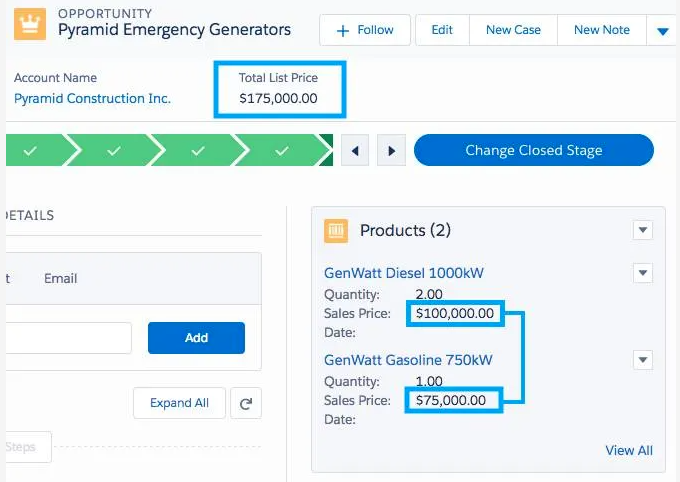 OPPORTUNITY
Pyramid Emergency Generators
+ Follow
Edit
New Case
New Note
Account Name
Total List Price
Pyramid Construction Inc.
$175,000.00
Change Closed Stage
DETAILS
Products (2)
t
Email
GenWatt Diesel 1000kW
Quantity: 2.00
Sales Price: $100,000.00
Date:
Add
GenWatt Gasoline 750kW
Quantity: 1.00
Sales Price: $75,000.00
Date:
Expand All
Steps
View All